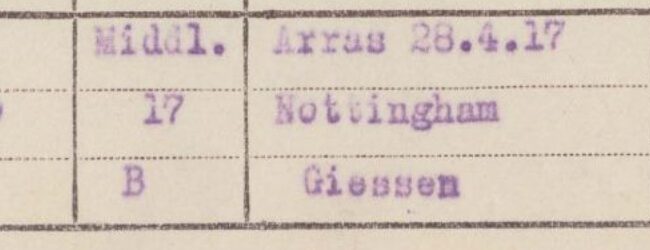 Middl. Arras 28.4.17
17 Nottingham
B Giessen